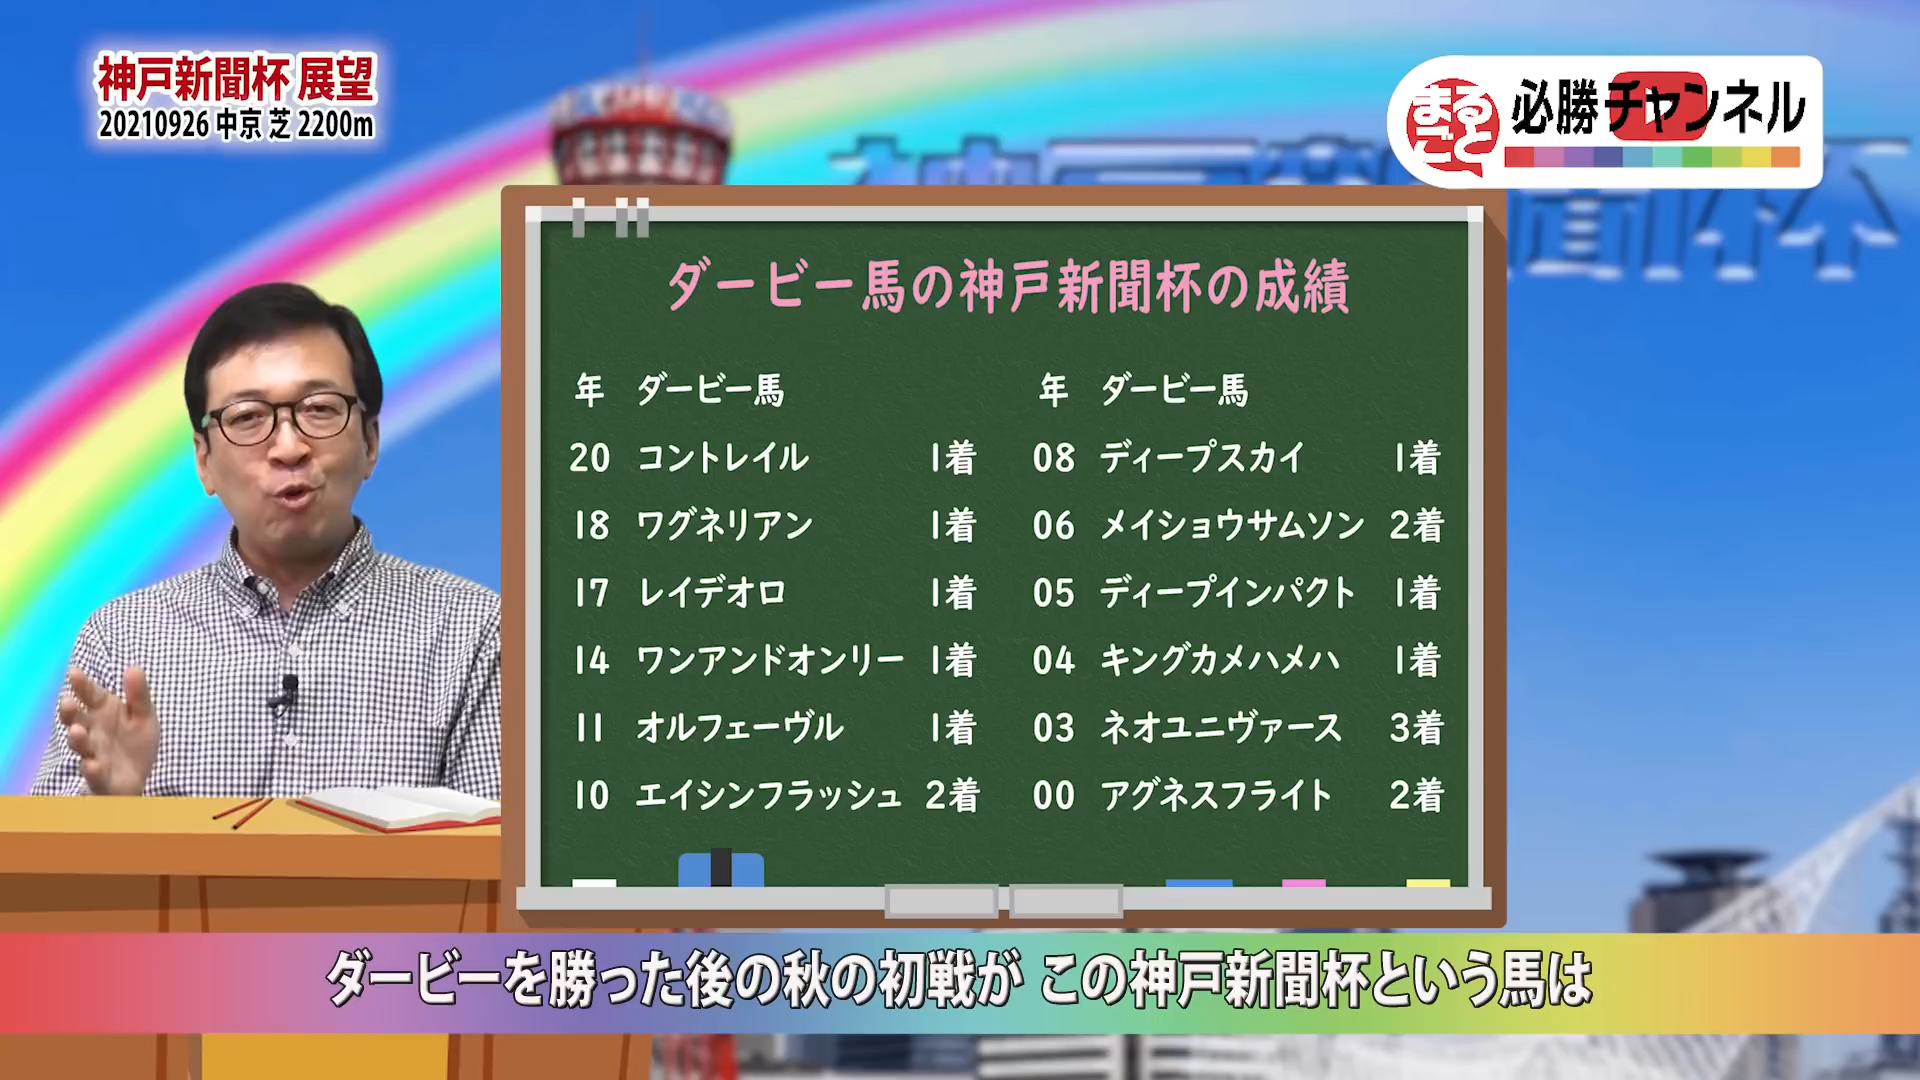 神戸新聞杯 展望
20210926 中京 芝 2200m
まるごと
必勝チャンネル
神戸新聞杯
ダービー馬の神戸新聞杯の成績
年 ダービー馬 年 ダービー馬
20 コントレイル 1着 08 ディープスカイ 1着
18 ワグネリアン 1着 06 メイショウサムソン 2着
17 レイデオロ 1着 05 ディープインパクト 1着
14 ワンアンドオンリー 1着 04 キングカメハメハ 1着
11 オルフェーヴル 1着 03 ネオユニヴァース 3着
10 エイシンフラッシュ 2着 00 アグネスフライト 2着
ダービーを勝った後の秋の初戦が この神戸新聞杯という馬は